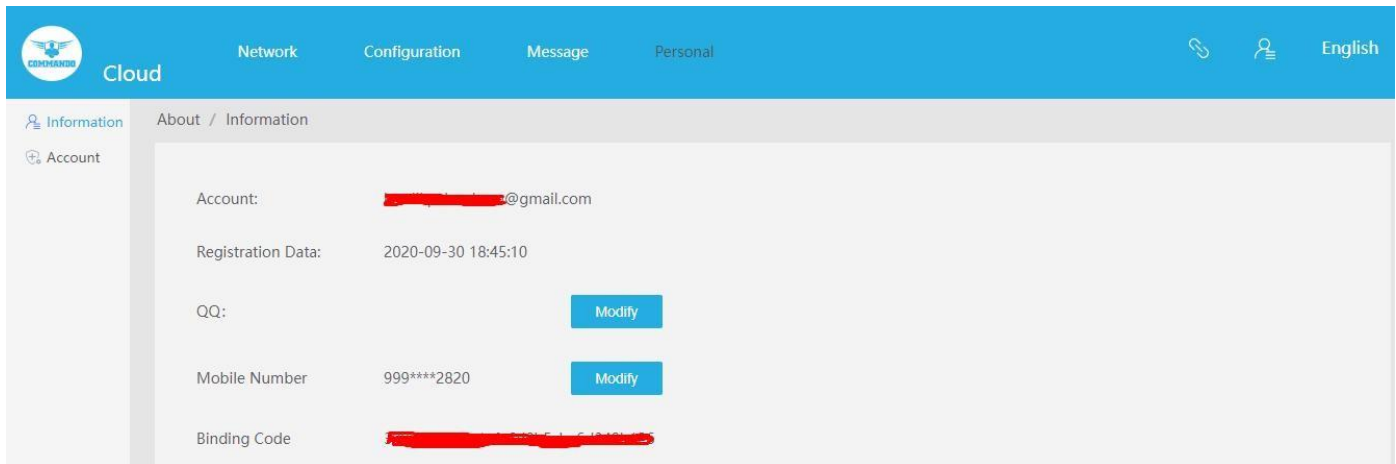 COMMANDO
Cloud
Network Configuration Message Personal English
Information
Account
About / Information
Account: @gmail.com
Registration Data: 2020-09-30 18:45:10
QQ: Modify
Mobile Number 999****2820 Modify
Binding Code